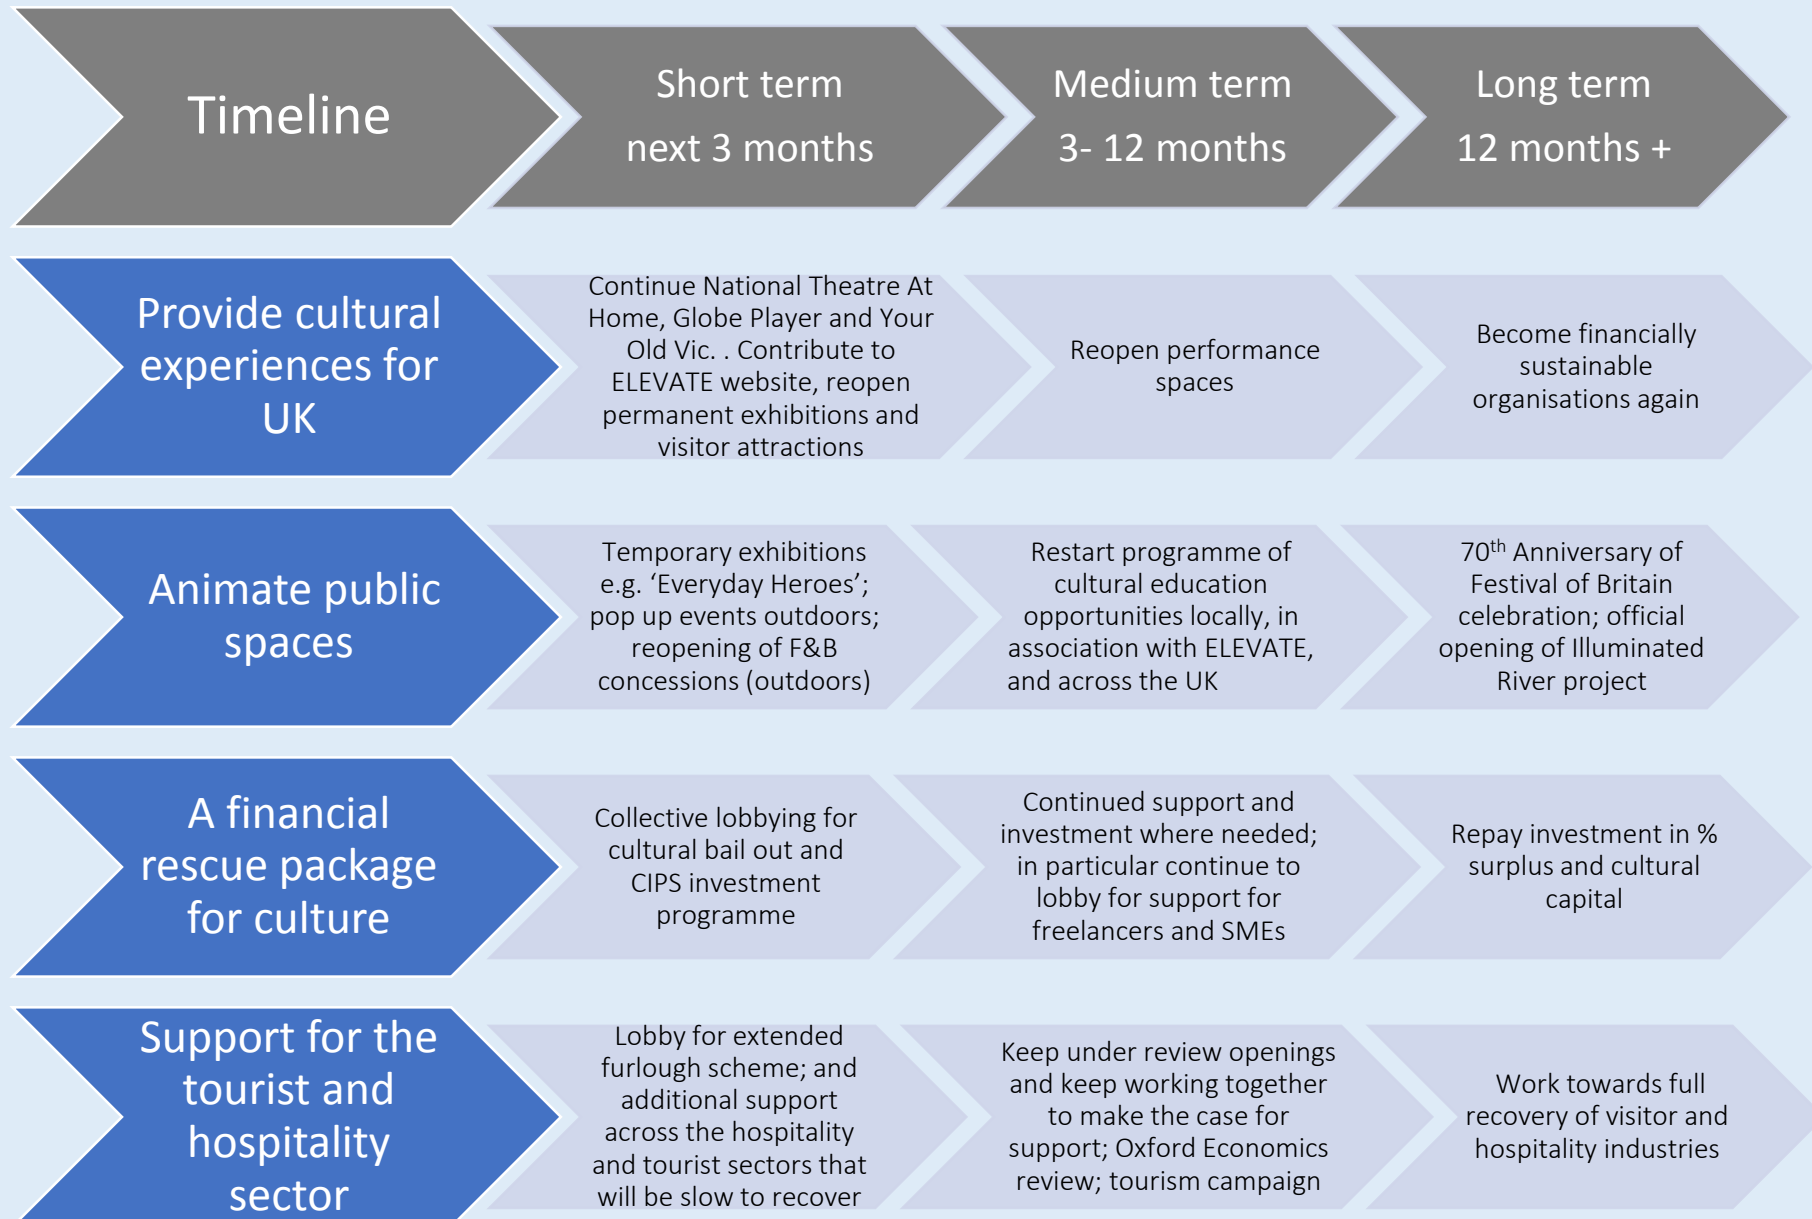 Timeline
Short term
next 3 months
Medium term
3- 12 months
Long term
12 months +
Provide cultural
experiences for
UK
Continue National Theatre At
Home, Globe Player and Your
Old Vic. . Contribute to
ELEVATE website, reopen
permanent exhibitions and
visitor attractions
Reopen performance
spaces
Become financially
sustainable
organisations again
Animate public
spaces
Temporary exhibitions
e.g. ‘Everyday Heroes’;
pop up events outdoors;
reopening of F&B
concessions (outdoors)
Restart programme of
cultural education
opportunities locally, in
association with ELEVATE,
and across the UK
70th Anniversary of
Festival of Britain
celebration; official
opening of Illuminated
River project
A financial
rescue package
for culture
Collective lobbying for
cultural bail out and
CIPS investment
programme
Continued support and
investment where needed;
in particular continue to
lobby for support for
freelancers and SMEs
Repay investment in %
surplus and cultural
capital
Support for the
tourist and
hospitality
sector
Lobby for extended
furlough scheme; and
additional support
across the hospitality
and tourist sectors that
will be slow to recover
Keep under review openings
and keep working together
to make the case for
support; Oxford Economics
review; tourism campaign
Work towards full
recovery of visitor and
hospitality industries